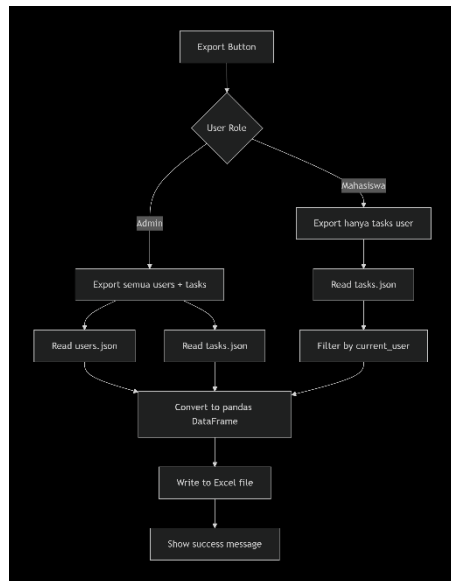 Export Button
User Role
Mahasiswa
Admin
Export hanya tasks user
Export semua users + tasks
Read tasks.json
Read users.json
Read tasks.json
Filter by current_user
Convert to pandas
DataFrame
Write to Excel file
Show success message